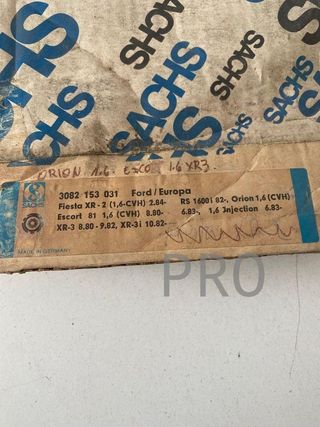 SACHS
SACHS
SACHS
SACHS
ORION 1.6 ESCO 1.6 XR3
SACHS
3082 153 031 Ford/Europa
Fiesta XR-2 (1,6-CVH) 2.84- RS 1600i 82-, Orion 1,6 (CVH)
Escort 81 1,6 (CVH) 8.80- 6.83-, 1,6 Jnjection 6.83-
XR-3 8.80-9.82, XR-3i 10.82-
MADE IN GERMANY
PRO